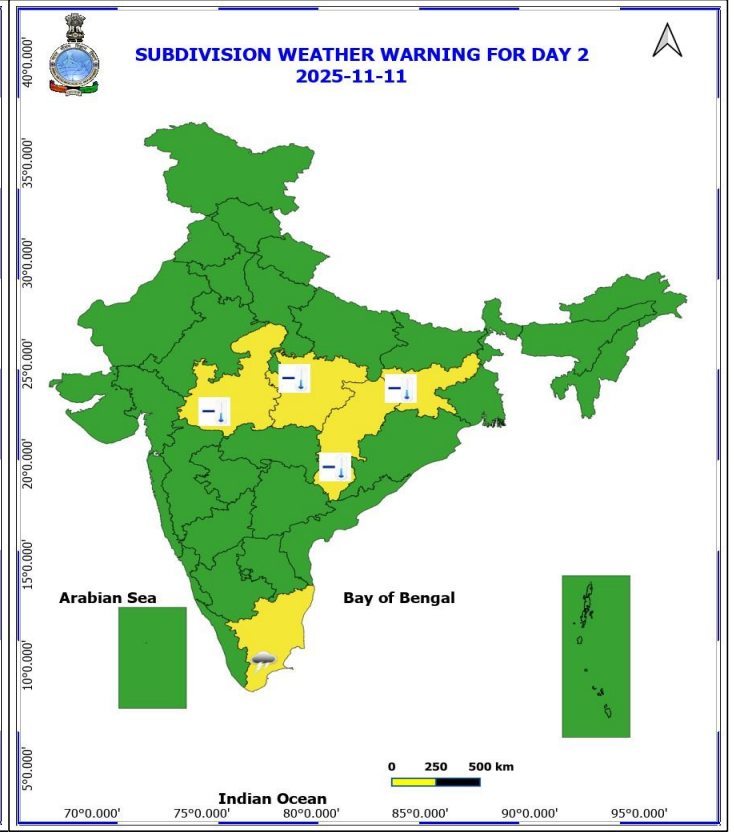 SUBDIVISION WEATHER WARNING FOR DAY 2
2025-11-11
40°0.000'
35°0.000'
30°0.000'
25°0.000'
20°0.000'
15°0.000'
10°0.000'
5°0.000'
Arabian Sea
Bay of Bengal
0 250 500 km
Indian Ocean
70°0.000' 75°0.000' 80°0.000' 85°0.000' 90°0.000' 95°0.000'